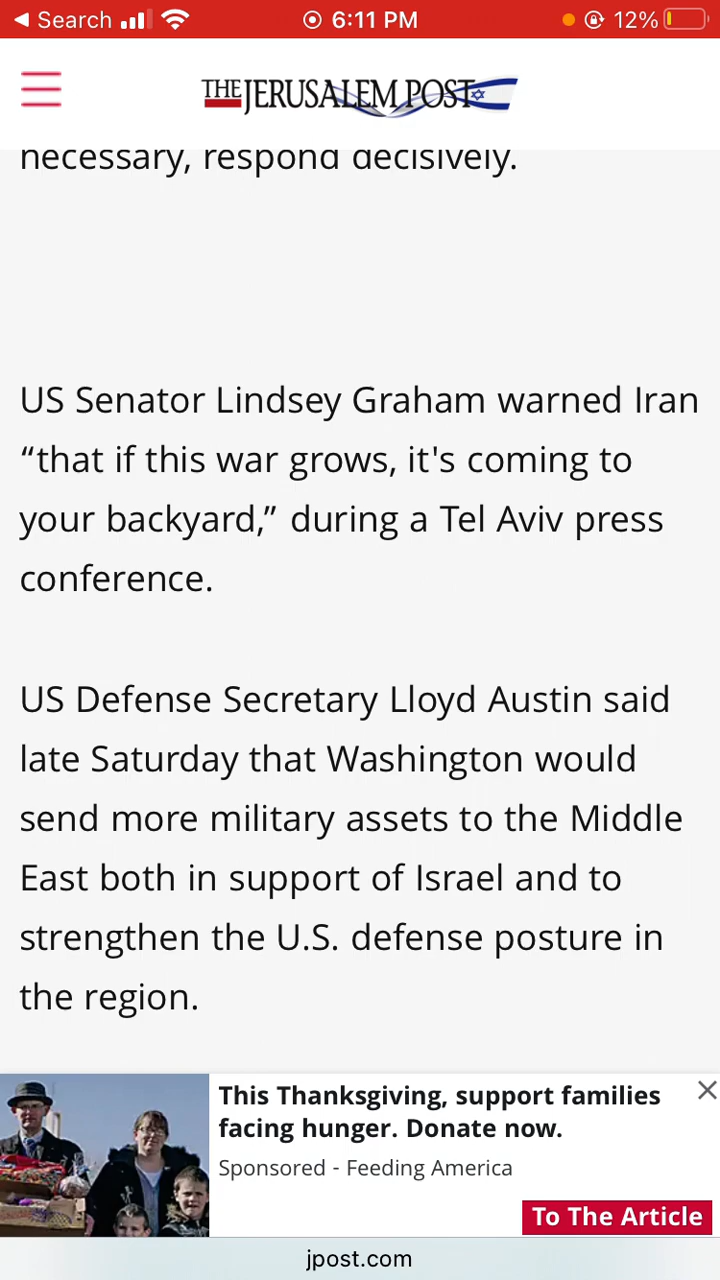 Search 6:11 PM 12%
THE JERUSALEM POST
necessary, respond decisively.
US Senator Lindsey Graham warned Iran
“that if this war grows, it's coming to
your backyard,” during a Tel Aviv press
conference.
US Defense Secretary Lloyd Austin said
late Saturday that Washington would
send more military assets to the Middle
East both in support of Israel and to
strengthen the U.S. defense posture in
the region.
This Thanksgiving, support families
facing hunger. Donate now.
Sponsored - Feeding America
To The Article
jpost.com